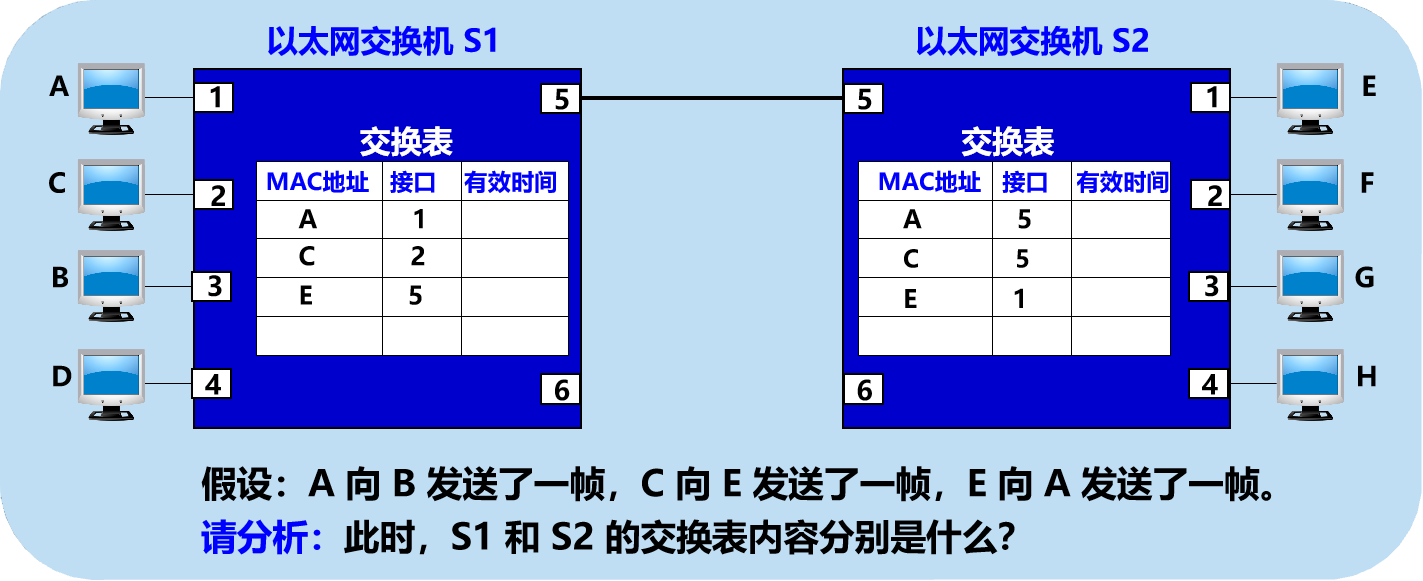 以太网交换机 S1
以太网交换机 S2
A
1
5
5
1
E
交换表
交换表
C
2
MAC地址 接口 有效时间
MAC地址 接口 有效时间
2
F
A 1
A 5
C 2
C 5
B
3
E 5
E 1
3
G
D
4
6
6
4
H
假设：A 向 B 发送了一帧，C 向 E 发送了一帧，E 向 A 发送了一帧。
请分析：此时，S1 和 S2 的交换表内容分别是什么？